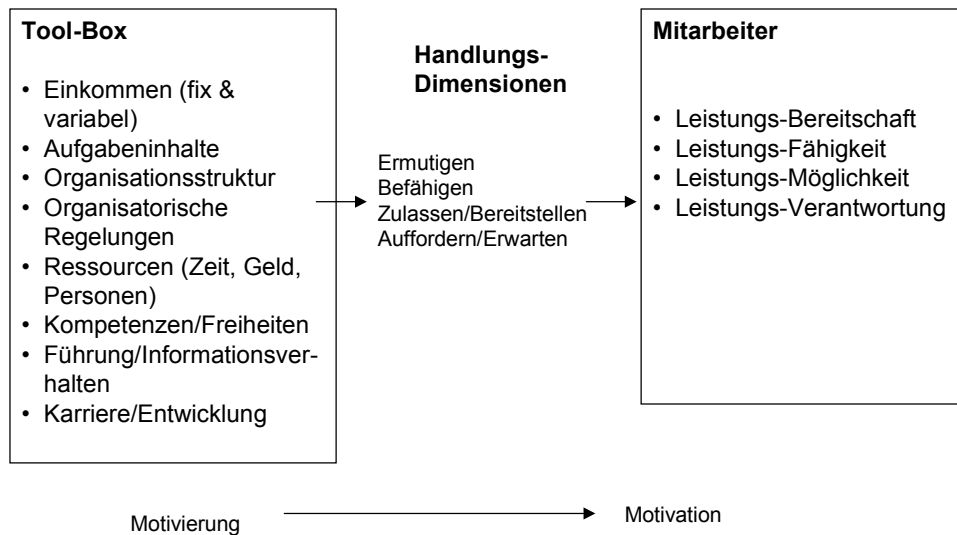 Tool-Box
• Einkommen (fix &
variabel)
• Aufgabeninhalte
• Organisationsstruktur
• Organisatorische
Regelungen
• Ressourcen (Zeit, Geld,
Personen)
• Kompetenzen/Freiheiten
• Führung/Informationsver-
halten
• Karriere/Entwicklung
Handlungs-
Dimensionen
Ermutigen
Befähigen
Zulassen/Bereitstellen
Auffordern/Erwarten
Mitarbeiter
• Leistungs-Bereitschaft
• Leistungs-Fähigkeit
• Leistungs-Möglichkeit
• Leistungs-Verantwortung
Motivierung
Motivation